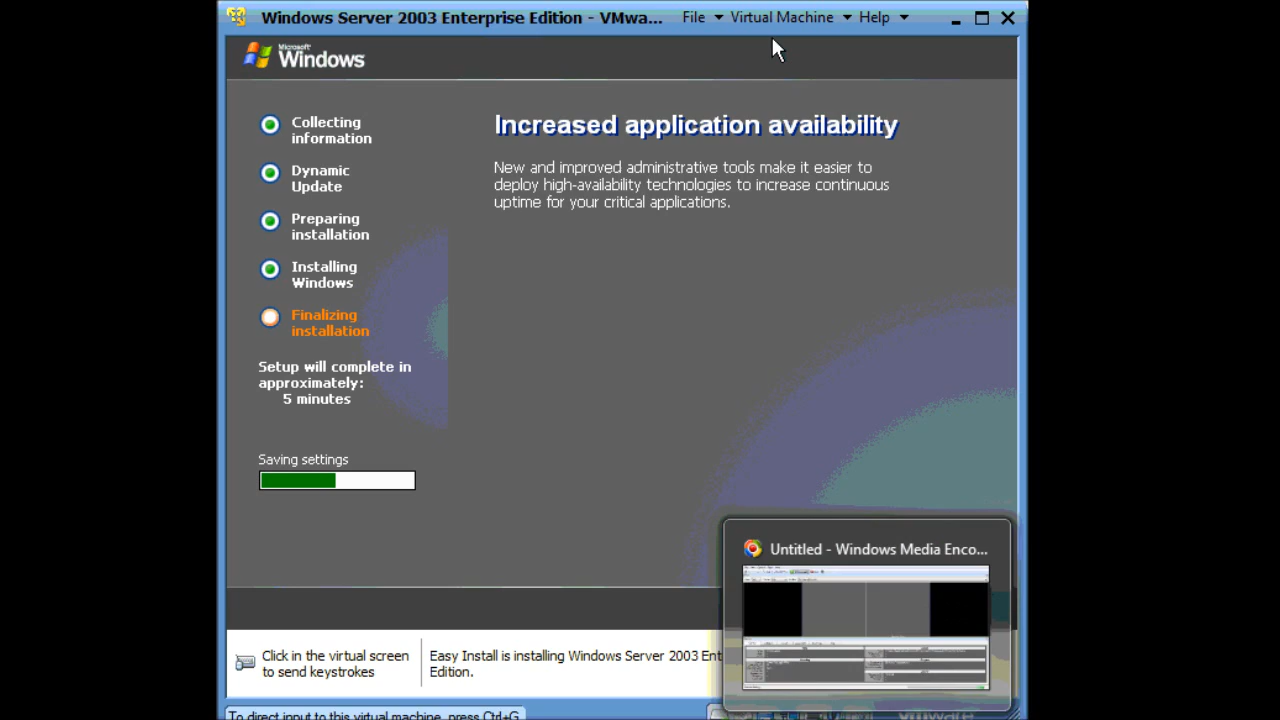 Windows Server 2003 Enterprise Edition - VMwa... File Virtual Machine Help
Microsoft
Windows
Collecting
information
Dynamic
Update
Preparing
installation
Installing
Windows
Finalizing
installation
Setup will complete in
approximately:
5 minutes
Saving settings
Increased application availability
New and improved administrative tools make it easier to
deploy high-availability technologies to increase continuous
uptime for your critical applications.
Untitled - Windows Media Enco...
Click in the virtual screen
to send keystrokes
Easy Install is installing Windows Server 2003 Ent
Edition.
To direct input to this virtual machine, press Ctrl+G.
vmware